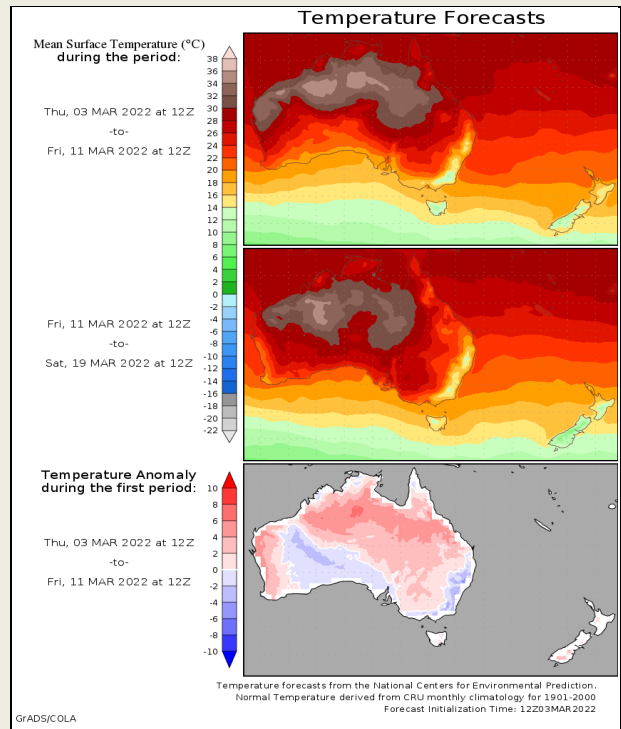 Temperature Forecasts
Mean Surface Temperature (°C)
during the period:
Thu, 03 MAR 2022 at 12Z
-to-
Fri, 11 MAR 2022 at 12Z
38
36
34
32
30
28
26
24
22
20
18
16
14
12
10
8
6
4
2
0
-2
-4
-6
-8
-10
-12
-14
-16
-18
-20
-22
Fri, 11 MAR 2022 at 12Z
-to-
Sat, 19 MAR 2022 at 12Z
Temperature Anomaly
during the first period:
Thu, 03 MAR 2022 at 12Z
-to-
Fri, 11 MAR 2022 at 12Z
10
8
6
4
2
0
-2
-4
-6
-8
-10
Temperature forecasts from the National Centers for Environmental Prediction.
Normal Temperature derived from CRU monthly climatology for 1901-2000
Forecast Initialization Time: 12Z03MAR2022
GrADS/COLA